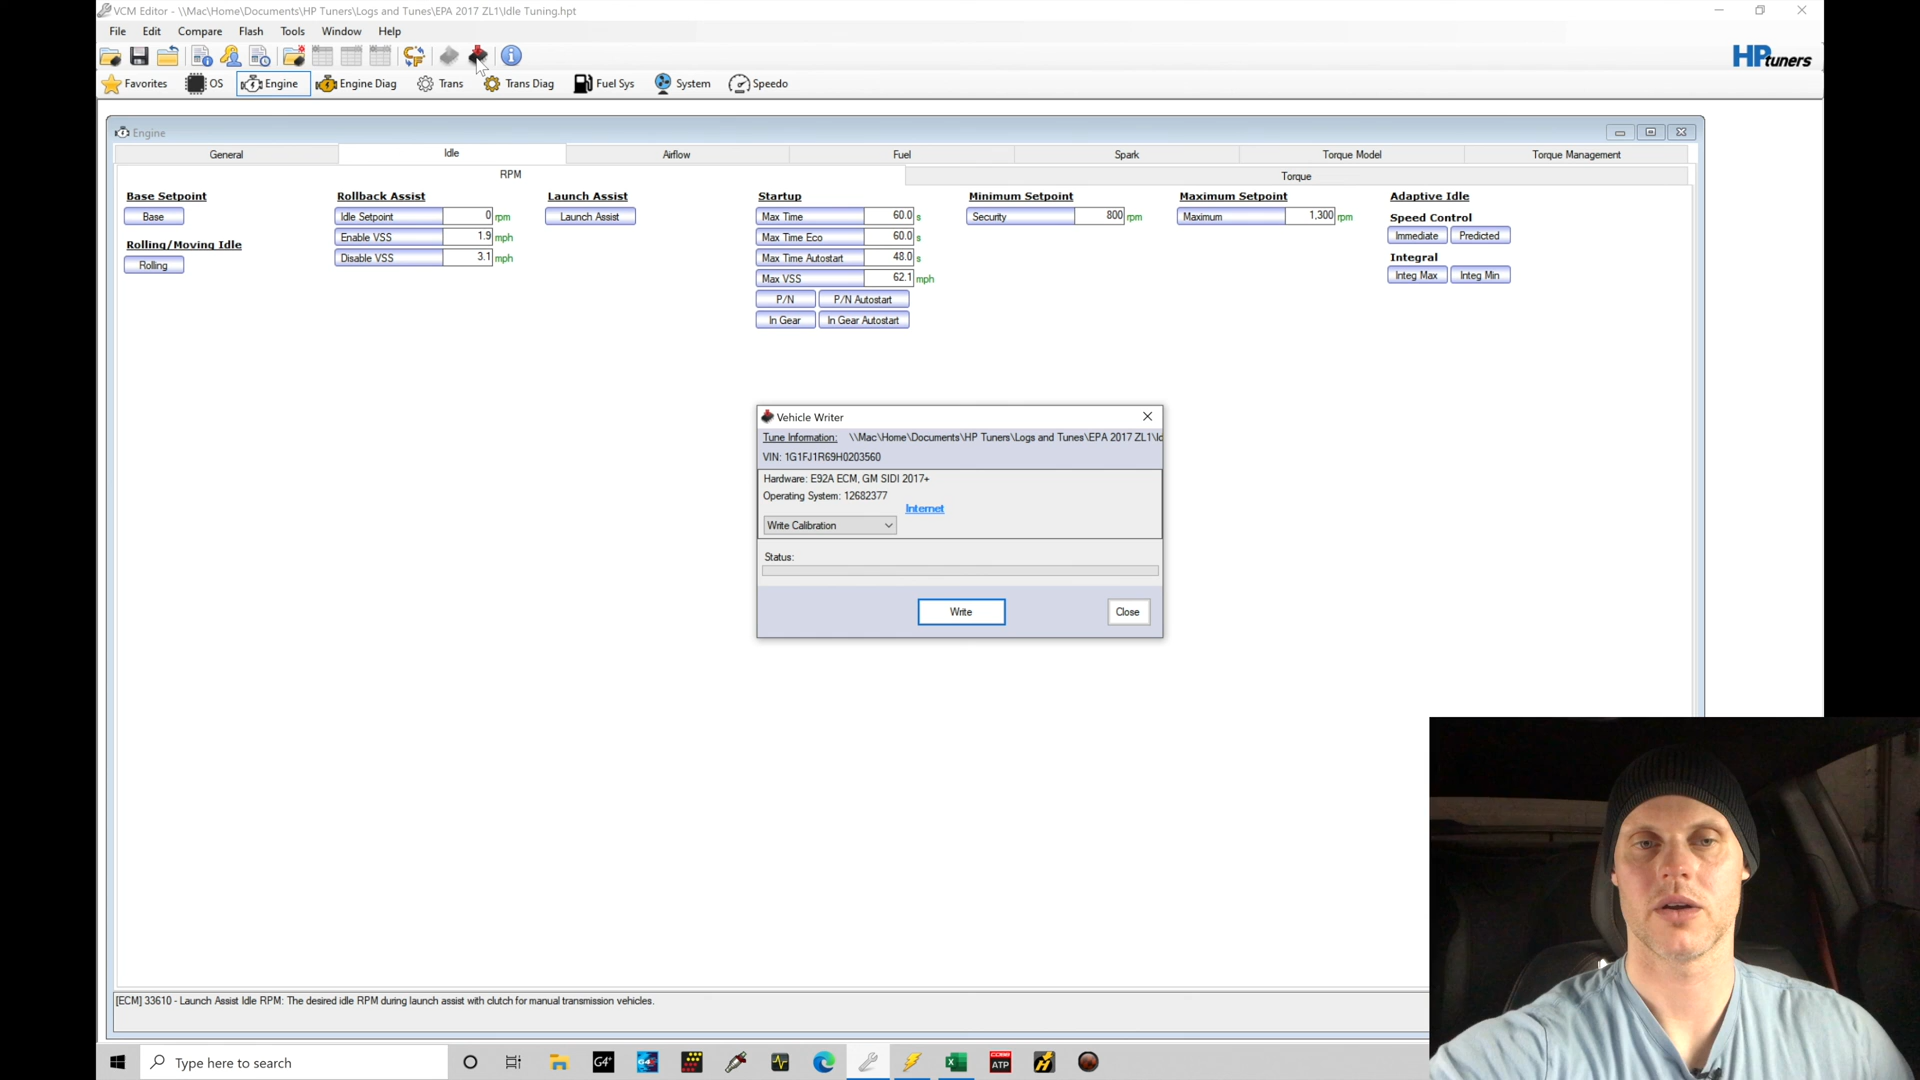 VCM Editor - \\Mac\Home\Documents\HP Tuners\Logs and Tunes\EPA 2017 ZL1\Idle Tuning.hpt
File Edit Compare Flash Tools Window Help
HPtuners
Favorites OS Engine Engine Diag Trans Trans Diag Fuel Sys System Speedo
Engine
General Idle Airflow Fuel Spark Torque Model Torque Management
RPM Torque
Base Setpoint
Base
Rolling/Moving Idle
Rolling
Rollback Assist
Idle Setpoint 0 rpm
Enable VSS 1.9 mph
Disable VSS 3.1 mph
Launch Assist
Launch Assist
Startup
Max Time 60.0 s
Max Time Eco 60.0 s
Max Time Autostart 48.0 s
Max VSS 62.1 mph
P/N P/N Autostart
In Gear In Gear Autostart
Minimum Setpoint
Security 800 rpm
Maximum Setpoint
Maximum 1,300 rpm
Adaptive Idle
Speed Control
Immediate Predicted
Integral
Integ Max Integ Min
Vehicle Writer
Tune Information: \\Mac\Home\Documents\HP Tuners\Logs and Tunes\EPA 2017 ZL1\Id
VIN: 1G1FJ1R69H0203560
Hardware: E92A ECM, GM SIDI 2017+
Operating System: 12682377
Internet
Write Calibration
Status:
Write Close
[ECM] 33610 - Launch Assist Idle RPM: The desired idle RPM during launch assist with clutch for manual transmission vehicles.
Type here to search
G4+
COBB
ATP